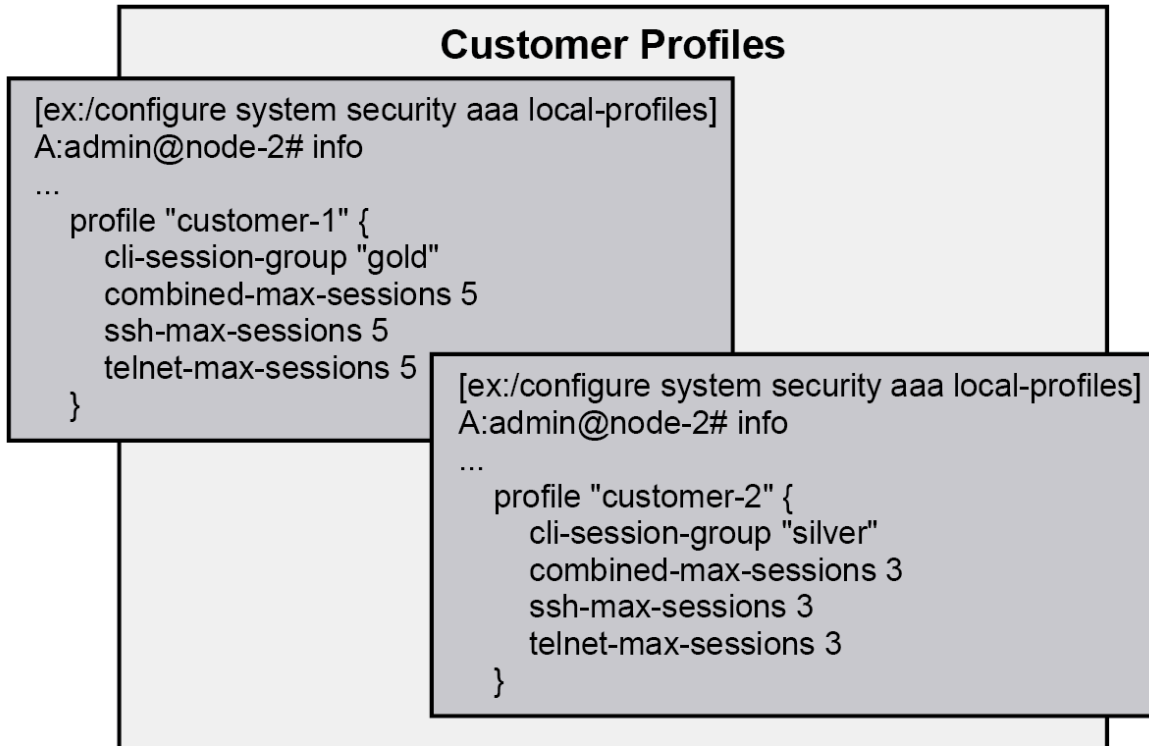 Customer Profiles
[ex:/configure system security aaa local-profiles]
A:admin@node-2# info
...
profile "customer-1" {
cli-session-group "gold"
combined-max-sessions 5
ssh-max-sessions 5
telnet-max-sessions 5
}
[ex:/configure system security aaa local-profiles]
A:admin@node-2# info
...
profile "customer-2" {
cli-session-group "silver"
combined-max-sessions 3
ssh-max-sessions 3
telnet-max-sessions 3
}